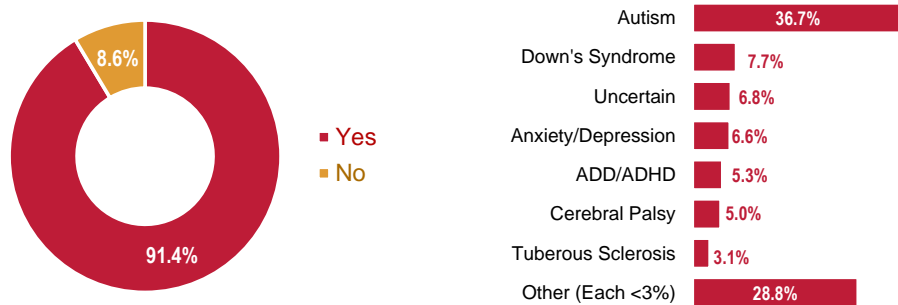 8.6%
Yes
No
91.4%
Autism 36.7%
Down's Syndrome 7.7%
Uncertain 6.8%
Anxiety/Depression 6.6%
ADD/ADHD 5.3%
Cerebral Palsy 5.0%
Tuberous Sclerosis 3.1%
Other (Each <3%) 28.8%